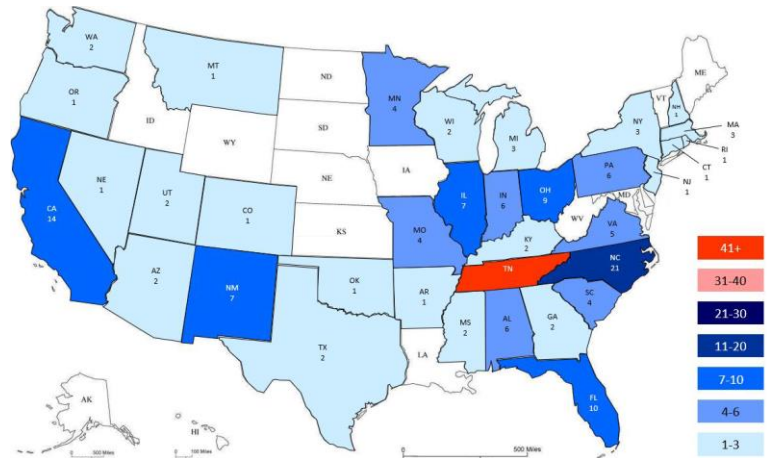 WA
2
MT
1
ND
MN
4
ME
VT
NH
1
OR
1
ID
WY
SD
WI
2
MI
3
NY
3
MA
3
RI
1
CT
1
NJ
1
NE
1
UT
2
CO
1
NE
IA
IL
7
IN
6
OH
9
PA
6
MD
WV
VA
5
CA
14
KS
MO
4
KY
2
NC
21
TN
AZ
2
NM
7
OK
1
AR
1
SC
4
MS
2
AL
6
GA
2
TX
2
LA
FL
10
AK
HI
0
500 Miles
0
100 Miles
0
500 Miles
41+
31-40
21-30
11-20
7-10
4-6
1-3